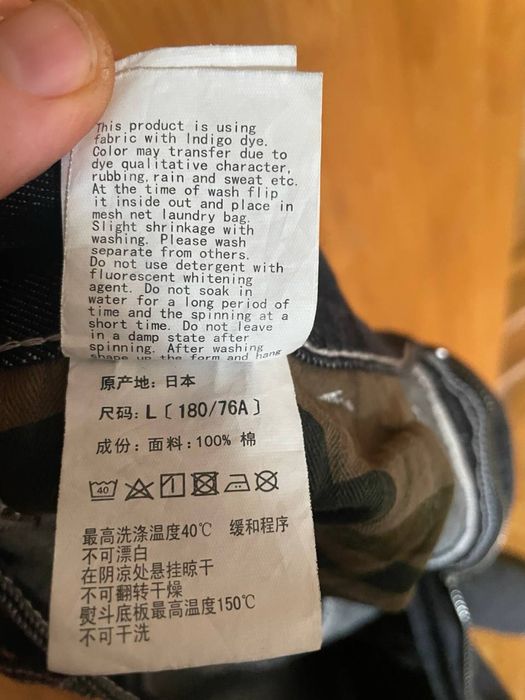 This product is using
fabric with Indigo dye.
Color may transfer due to
dye qualitative character,
rubbing, rain and sweat etc.
At the time of wash flip
it inside out and place in
mesh net laundry bag.
Slight shrinkage with
washing. Please wash
separate from others.
Do not use detergent with
fluorescent whitening
agent. Do not soak in
water for a long period of
time and the spinning at a
short time. Do not leave
in a damp state after
spinning. After washing
shape up the form and hang
原产地: 日本
尺码: L〔180/76A〕
成份: 面料: 100% 棉
40
最高洗涤温度40℃ 缓和程序
不可漂白
在阴凉处悬挂晾干
不可翻转干燥
熨斗底板最高温度150℃
不可干洗